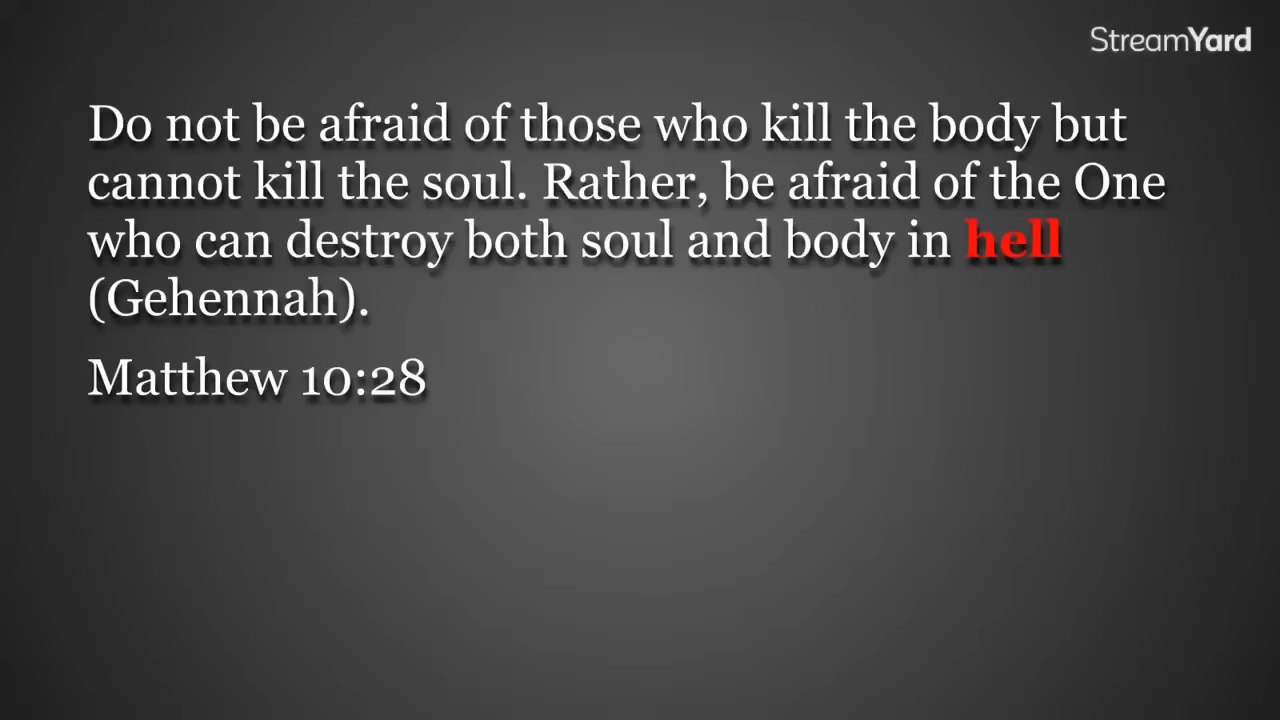 StreamYard
Do not be afraid of those who kill the body but
cannot kill the soul. Rather, be afraid of the One
who can destroy both soul and body in hell
(Gehennah).
Matthew 10:28